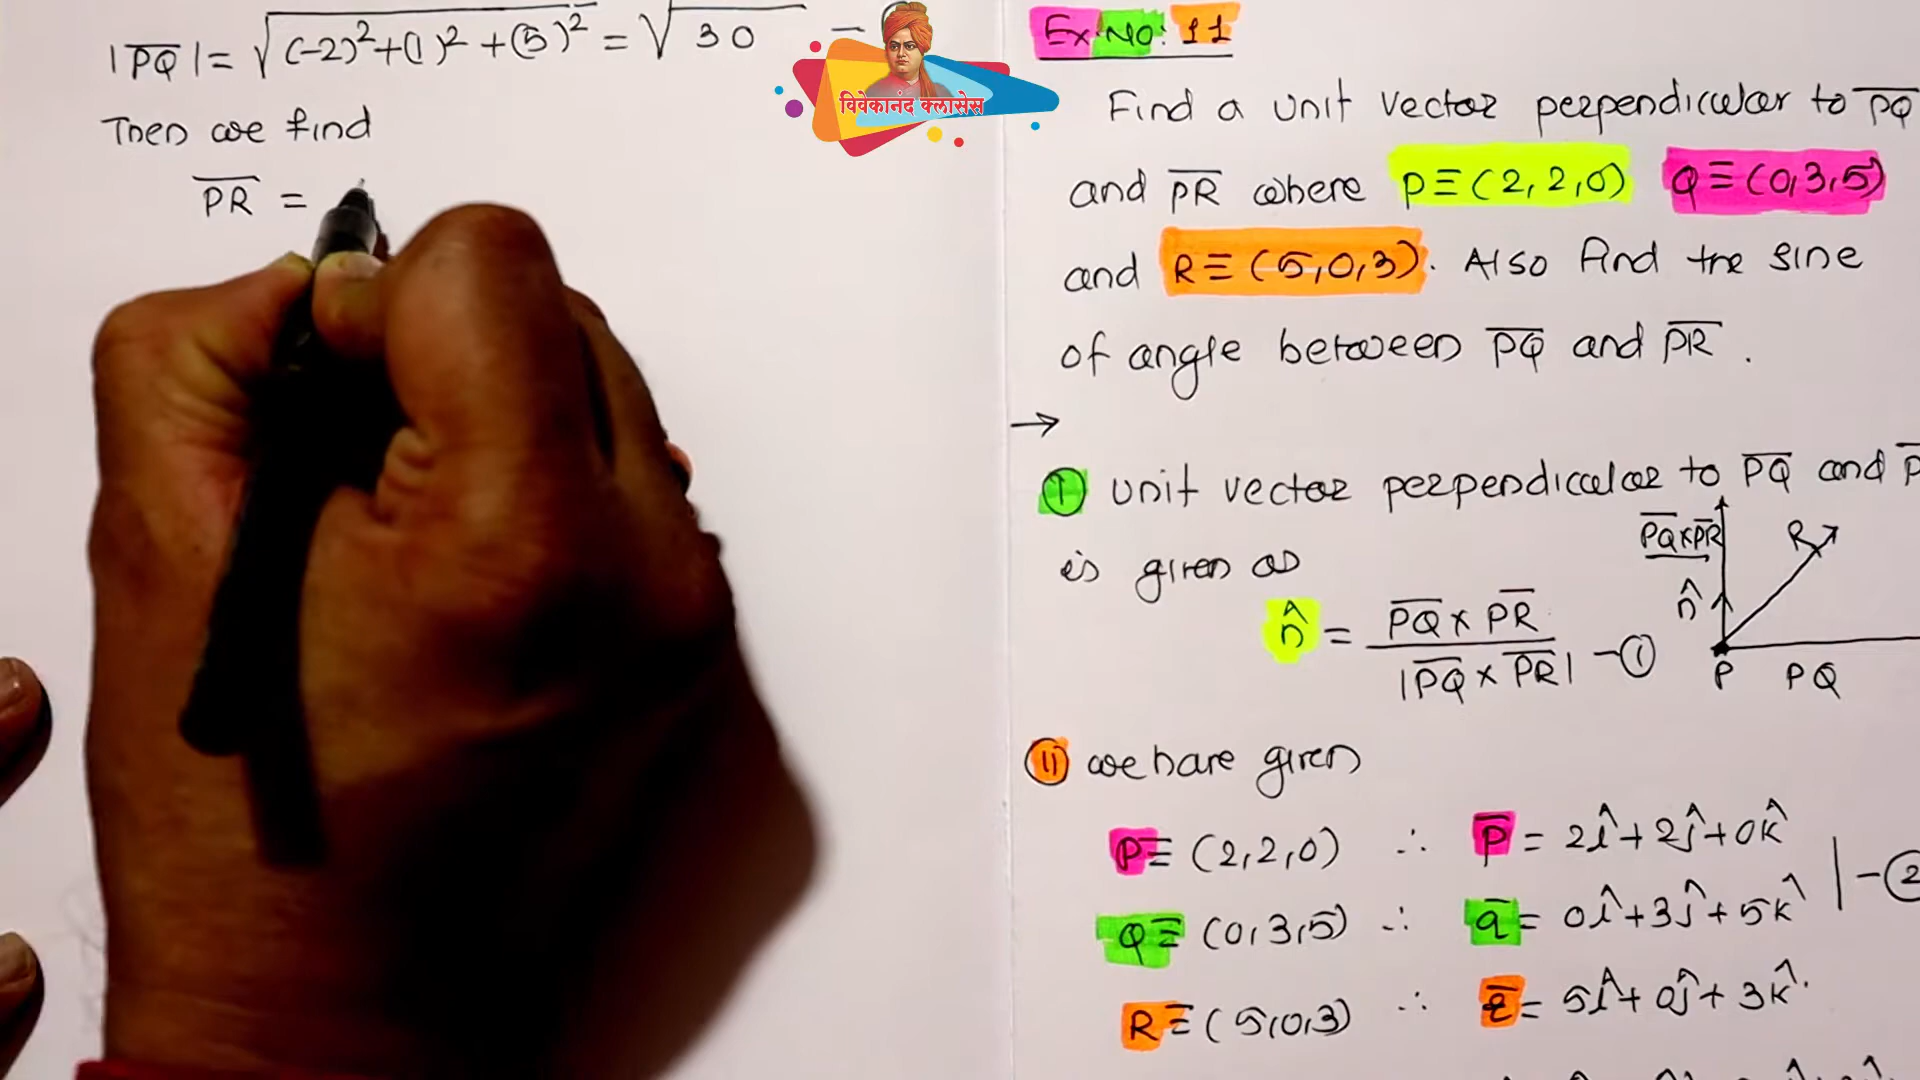 |PQ| = √(-2)²+(1)²+(5)² = √30 -
Then we find
PR =
विवेकानंद क्लासेस
Ex.No: 11
Find a unit vector perpendicular to PQ
and PR where P≡(2,2,0) Q≡(0,3,5)
and R≡(5,0,3). Also find the sine
of angle between PQ and PR.
→
I unit vector perpendicular to PQ and P
is given as
n̂ = PQ × PR / |PQ × PR| -①
PQ×PR
R
n̂
P PQ
II we have given
P≡ (2,2,0) ∴ p = 2î+2ĵ+0k̂
Q≡ (0,3,5) ∴ q = 0î+3ĵ+5k̂ |-②
R≡ (5,0,3) ∴ r = 5î+0ĵ+3k̂.